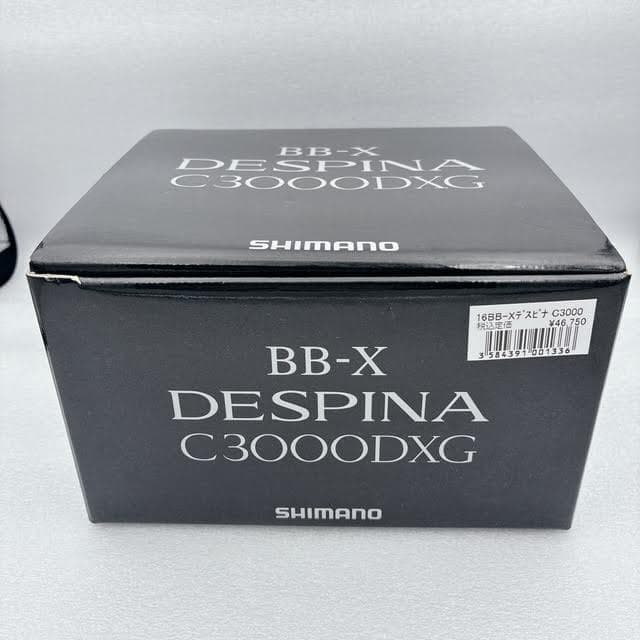 BB-X
DESPINA
C3000DXG
SHIMANO
16BB-Xデスピナ C3000
税込定価 ¥46,750
3584391001336
BB-X
DESPINA
C3000DXG
SHIMANO